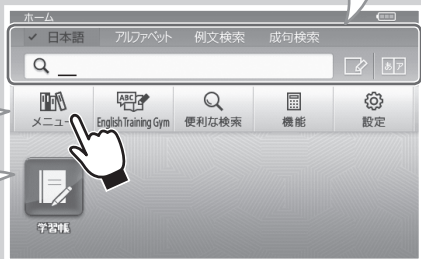 ホーム
✓ 日本語 アルファベット 例文検索 成句検索
あア
メニュー English Training Gym 便利な検索 機能 設定
ABC
学習帳